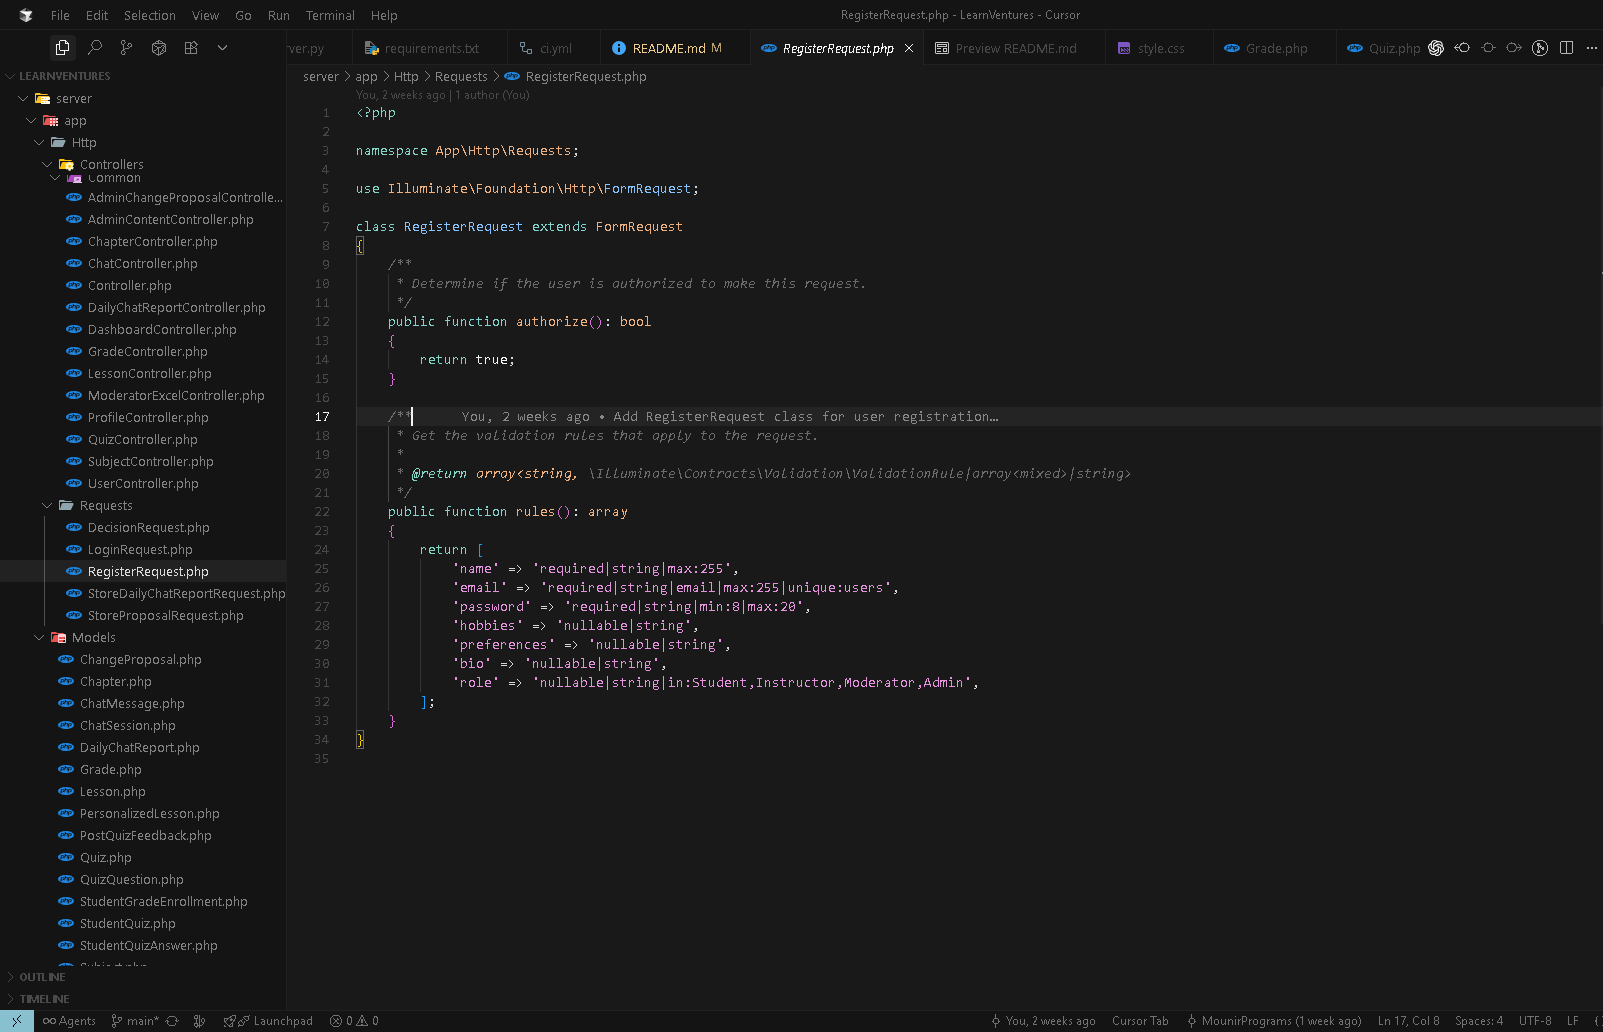 File Edit Selection View Go Run Terminal Help
RegisterRequest.php - LearnVentures - Cursor
rver.py requirements.txt ci.yml README.md M RegisterRequest.php Preview README.md style.css Grade.php Quiz.php
LEARNVENTURES
server
app
Http
Controllers
Common
AdminChangeProposalControlle...
AdminContentController.php
ChapterController.php
ChatController.php
Controller.php
DailyChatReportController.php
DashboardController.php
GradeController.php
LessonController.php
ModeratorExcelController.php
ProfileController.php
QuizController.php
SubjectController.php
UserController.php
Requests
DecisionRequest.php
LoginRequest.php
RegisterRequest.php
StoreDailyChatReportRequest.php
StoreProposalRequest.php
Models
ChangeProposal.php
Chapter.php
ChatMessage.php
ChatSession.php
DailyChatReport.php
Grade.php
Lesson.php
PersonalizedLesson.php
PostQuizFeedback.php
Quiz.php
QuizQuestion.php
StudentGradeEnrollment.php
StudentQuiz.php
StudentQuizAnswer.php
OUTLINE
TIMELINE
server > app > Http > Requests > RegisterRequest.php
You, 2 weeks ago | 1 author (You)
1 <?php
2
3 namespace App\Http\Requests;
4
5 use Illuminate\Foundation\Http\FormRequest;
6
7 class RegisterRequest extends FormRequest
8 {
9 /**
10 * Determine if the user is authorized to make this request.
11 */
12 public function authorize(): bool
13 {
14 return true;
15 }
16
17 /** You, 2 weeks ago • Add RegisterRequest class for user registration…
18 * Get the validation rules that apply to the request.
19 *
20 * @return array<string, \Illuminate\Contracts\Validation\ValidationRule|array<mixed>|string>
21 */
22 public function rules(): array
23 {
24 return [
25 'name' => 'required|string|max:255',
26 'email' => 'required|string|email|max:255|unique:users',
27 'password' => 'required|string|min:8|max:20',
28 'hobbies' => 'nullable|string',
29 'preferences' => 'nullable|string',
30 'bio' => 'nullable|string',
31 'role' => 'nullable|string|in:Student,Instructor,Moderator,Admin',
32 ];
33 }
34 }
35
Agents main* Launchpad 0 0 You, 2 weeks ago Cursor Tab MounirPrograms (1 week ago) Ln 17, Col 8 Spaces: 4 UTF-8 LF {